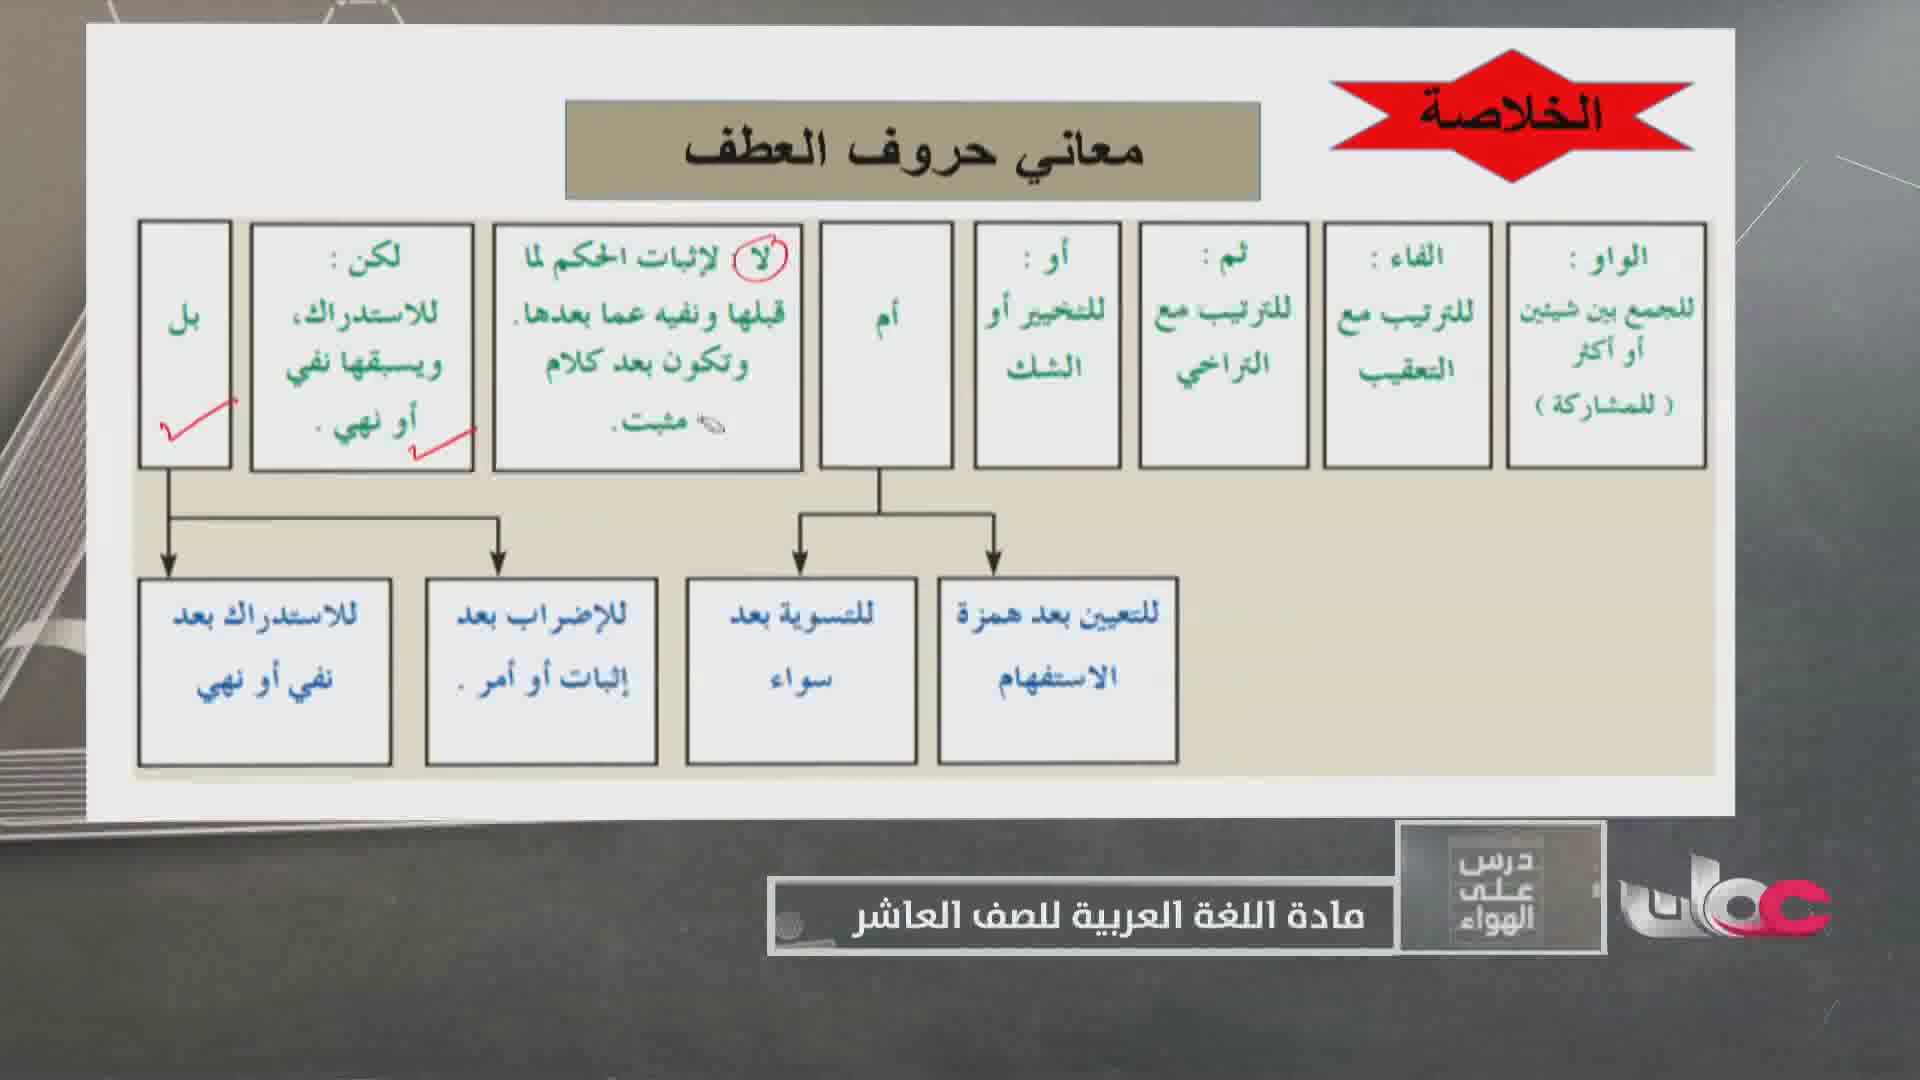 الخلاصة
معاني حروف العطف
الواو :
للجمع بين شيئين
أو أكثر
( للمشاركة )
الفاء :
للترتيب مع
التعقيب
ثم :
للترتيب مع
التراخي
أو :
للتخيير أو
الشك
أم
لا : لإثبات الحكم لما
قبلها ونفيه عما بعدها.
وتكون بعد كلام
مثبت.
لكن :
للاستدراك،
ويسبقها نفي
أو نهي .
بل
للتعيين بعد همزة
الاستفهام
للتسوية بعد
سواء
للإضراب بعد
إثبات أو أمر .
للاستدراك بعد
نفي أو نهي
درس
على
الهواء
مادة اللغة العربية للصف العاشر